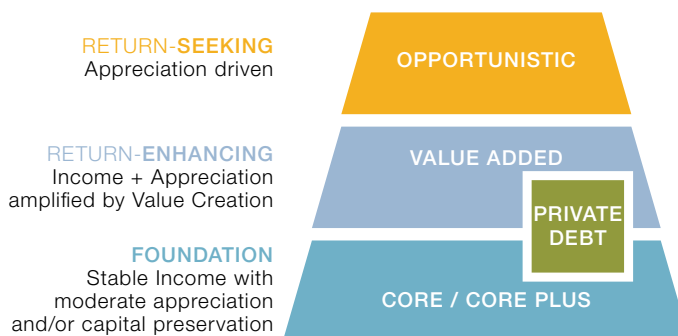 RETURN-SEEKING
Appreciation driven
OPPORTUNISTIC
RETURN-ENHANCING
Income + Appreciation
amplified by Value Creation
VALUE ADDED
PRIVATE
DEBT
FOUNDATION
Stable Income with
moderate appreciation
and/or capital preservation
CORE / CORE PLUS